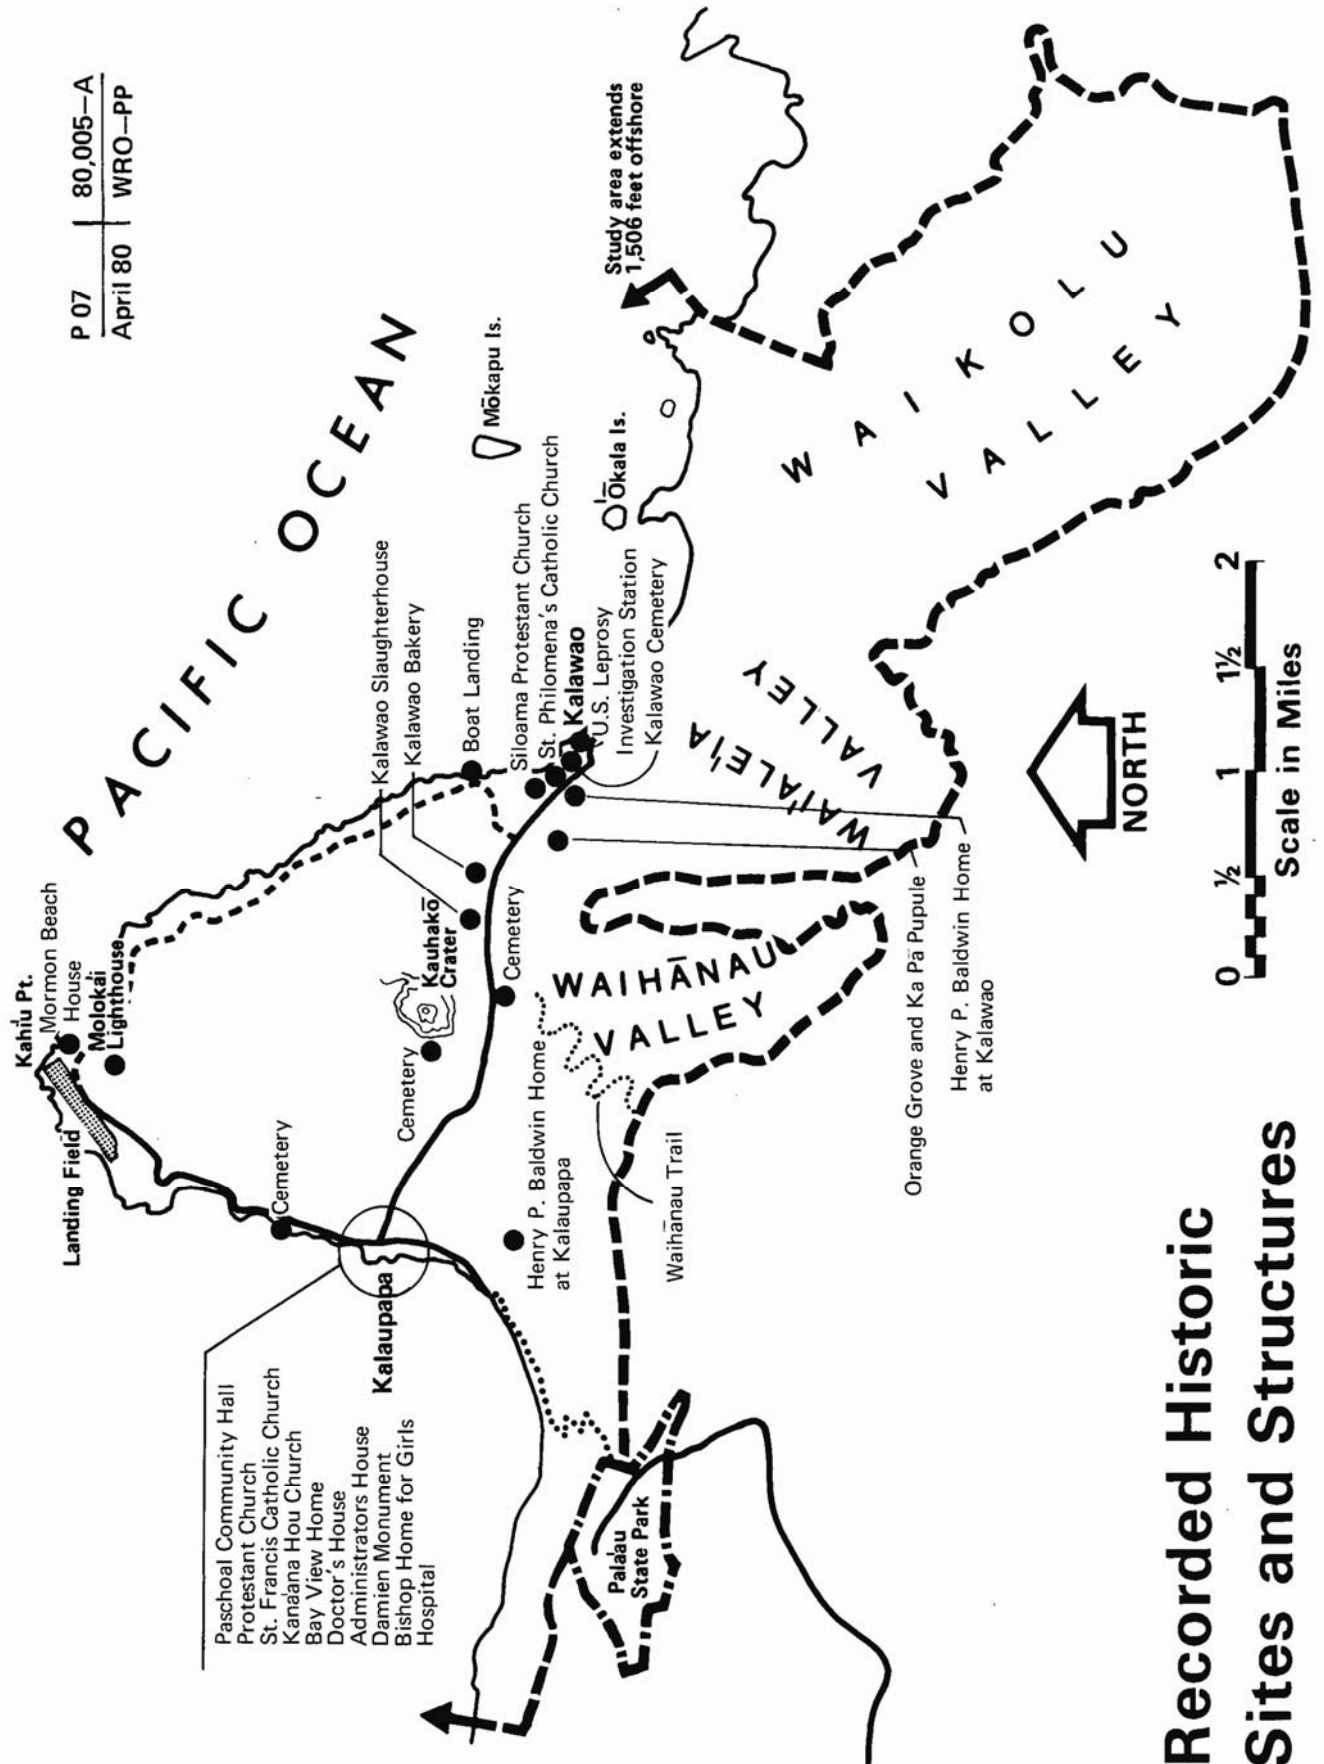 P 07 | 80,005–A
April 80 | WRO–PP
PACIFIC OCEAN
Kahiu Pt.
Mormon Beach
House
Molokai
Lighthouse
Landing Field
Cemetery
Kalaupapa
Paschoal Community Hall
Protestant Church
St. Francis Catholic Church
Kanaana Hou Church
Bay View Home
Doctor's House
Administrators House
Damien Monument
Bishop Home for Girls
Hospital
Cemetery
Kauhakō
Crater
Cemetery
Kalawao Slaughterhouse
Kalawao Bakery
Boat Landing
Siloama Protestant Church
St. Philomena's Catholic Church
Kalawao
U.S. Leprosy
Investigation Station
Kalawao Cemetery
Mōkapu Is.
'Ōkala Is.
Study area extends
1,506 feet offshore
WAIKOLU
VALLEY
WAI'ALE'IA
VALLEY
WAIHĀNAU
VALLEY
Henry P. Baldwin Home
at Kalaupapa
Waihānau Trail
Palā'au
State Park
Orange Grove and Ka Pā Pupule
Henry P. Baldwin Home
at Kalawao
NORTH
0 ½ 1 1½ 2
Scale in Miles
Recorded Historic
Sites and Structures